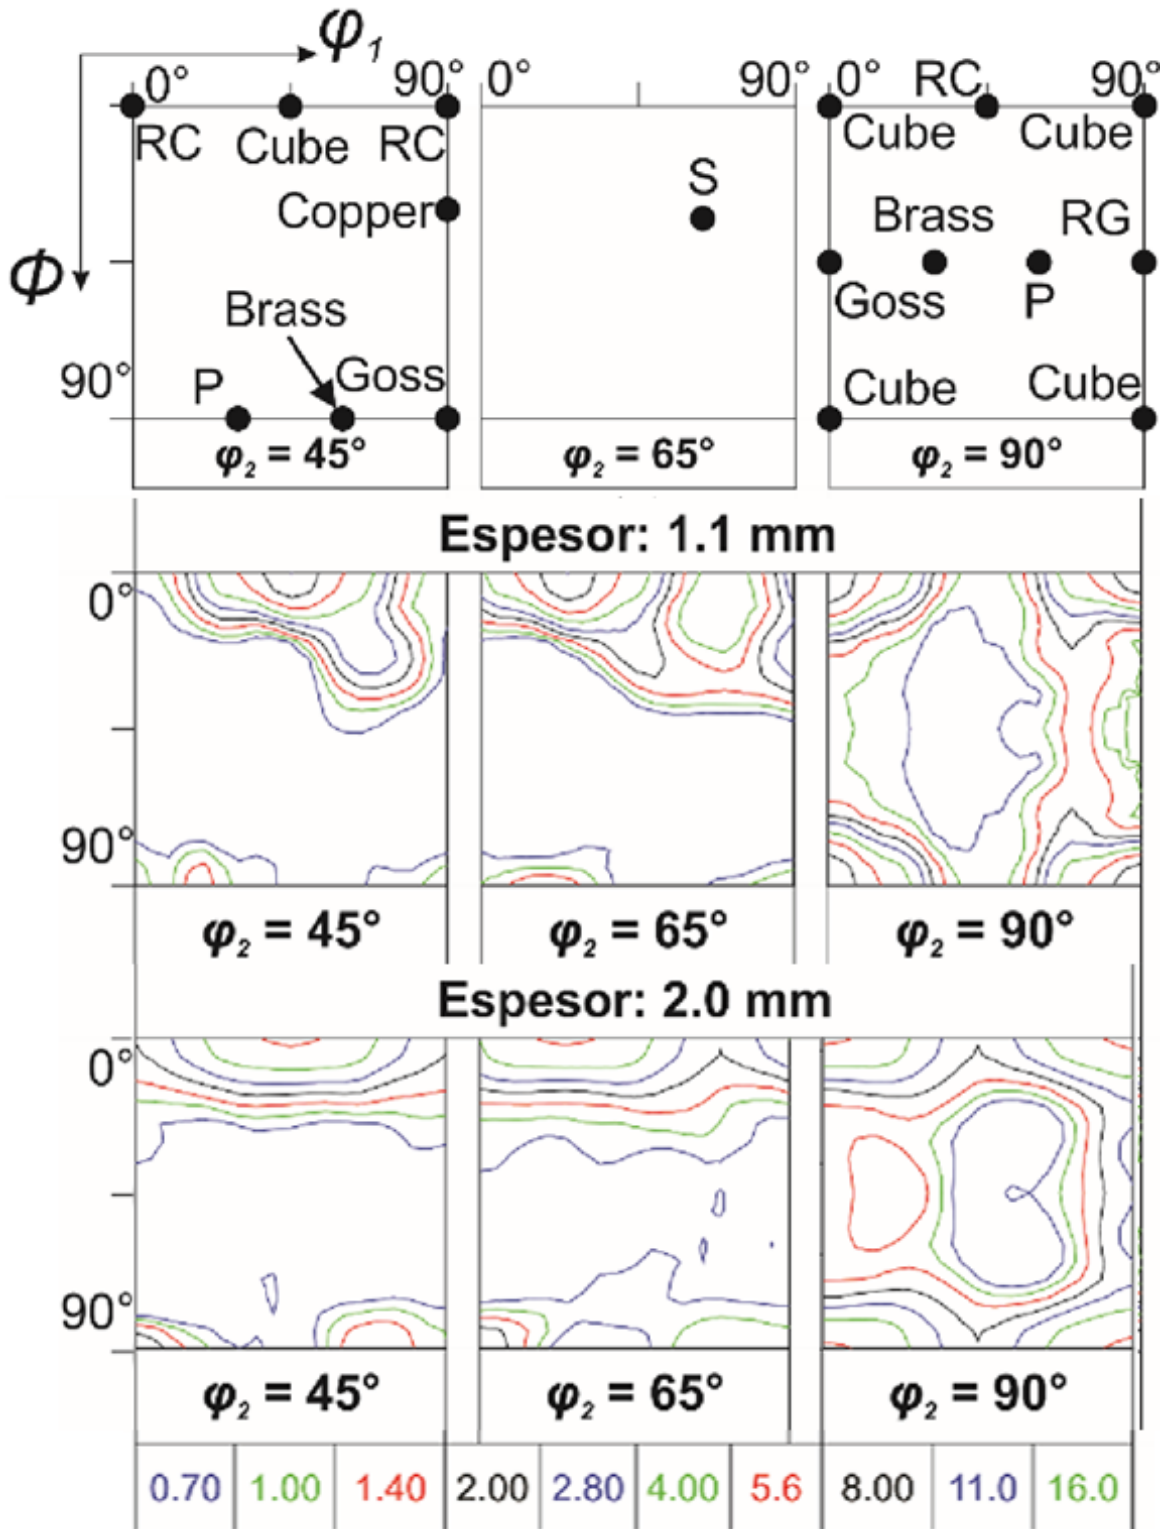 φ1
0° 90° 0° 90° 0° RC 90°
RC Cube RC S Cube Cube
Copper Brass RG
Φ Brass Goss P
90° P Goss Cube Cube
φ2 = 45° φ2 = 65° φ2 = 90°
Espesor: 1.1 mm
0°
90°
φ2 = 45° φ2 = 65° φ2 = 90°
Espesor: 2.0 mm
0°
90°
φ2 = 45° φ2 = 65° φ2 = 90°
0.70 1.00 1.40 2.00 2.80 4.00 5.6 8.00 11.0 16.0